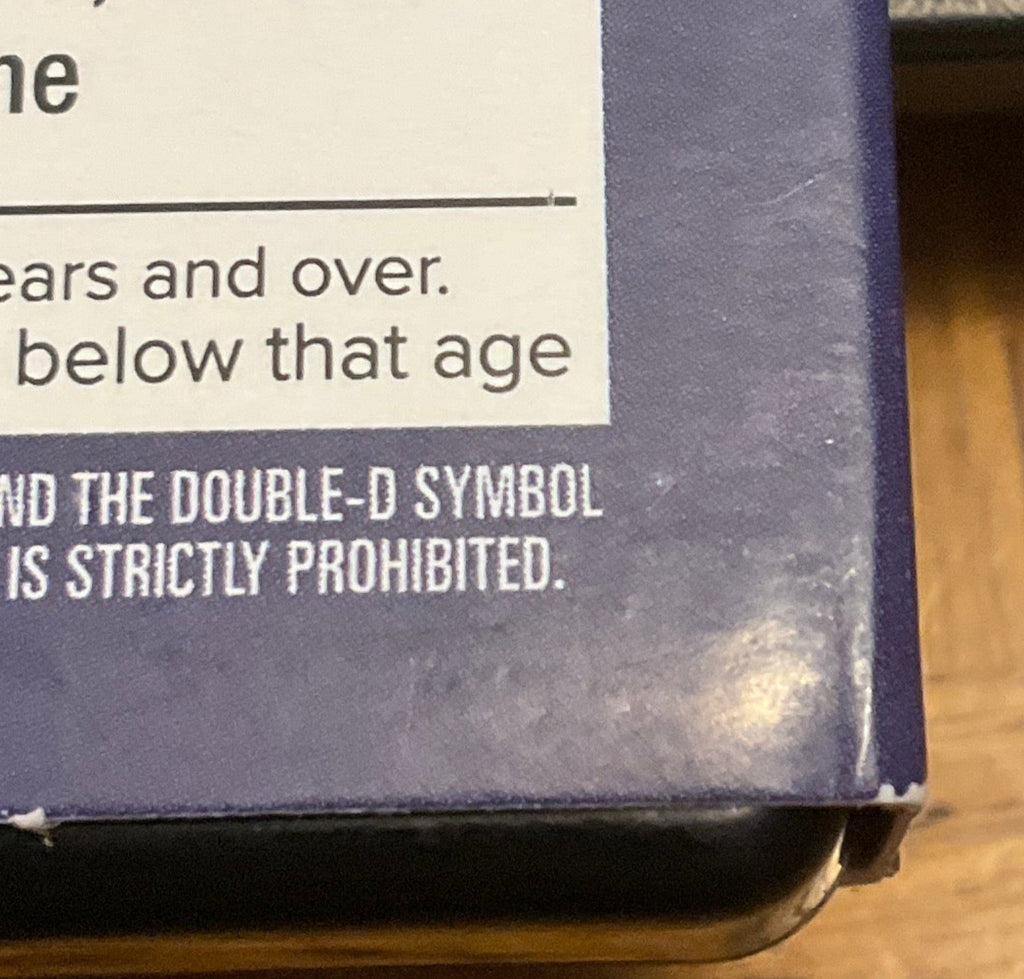 ne
ears and over.
below that age
ND THE DOUBLE-D SYMBOL
IS STRICTLY PROHIBITED.